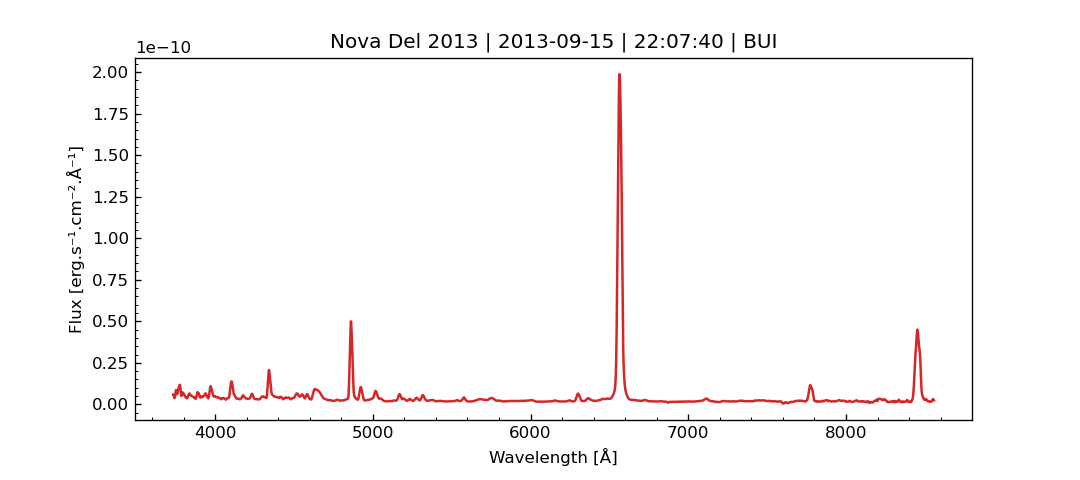 Nova Del 2013 | 2013-09-15 | 22:07:40 | BUI
1e−10
2.00
1.75
1.50
1.25
1.00
0.75
0.50
0.25
0.00
Flux [erg.s⁻¹.cm⁻².Å⁻¹]
4000 5000 6000 7000 8000
Wavelength [Å]